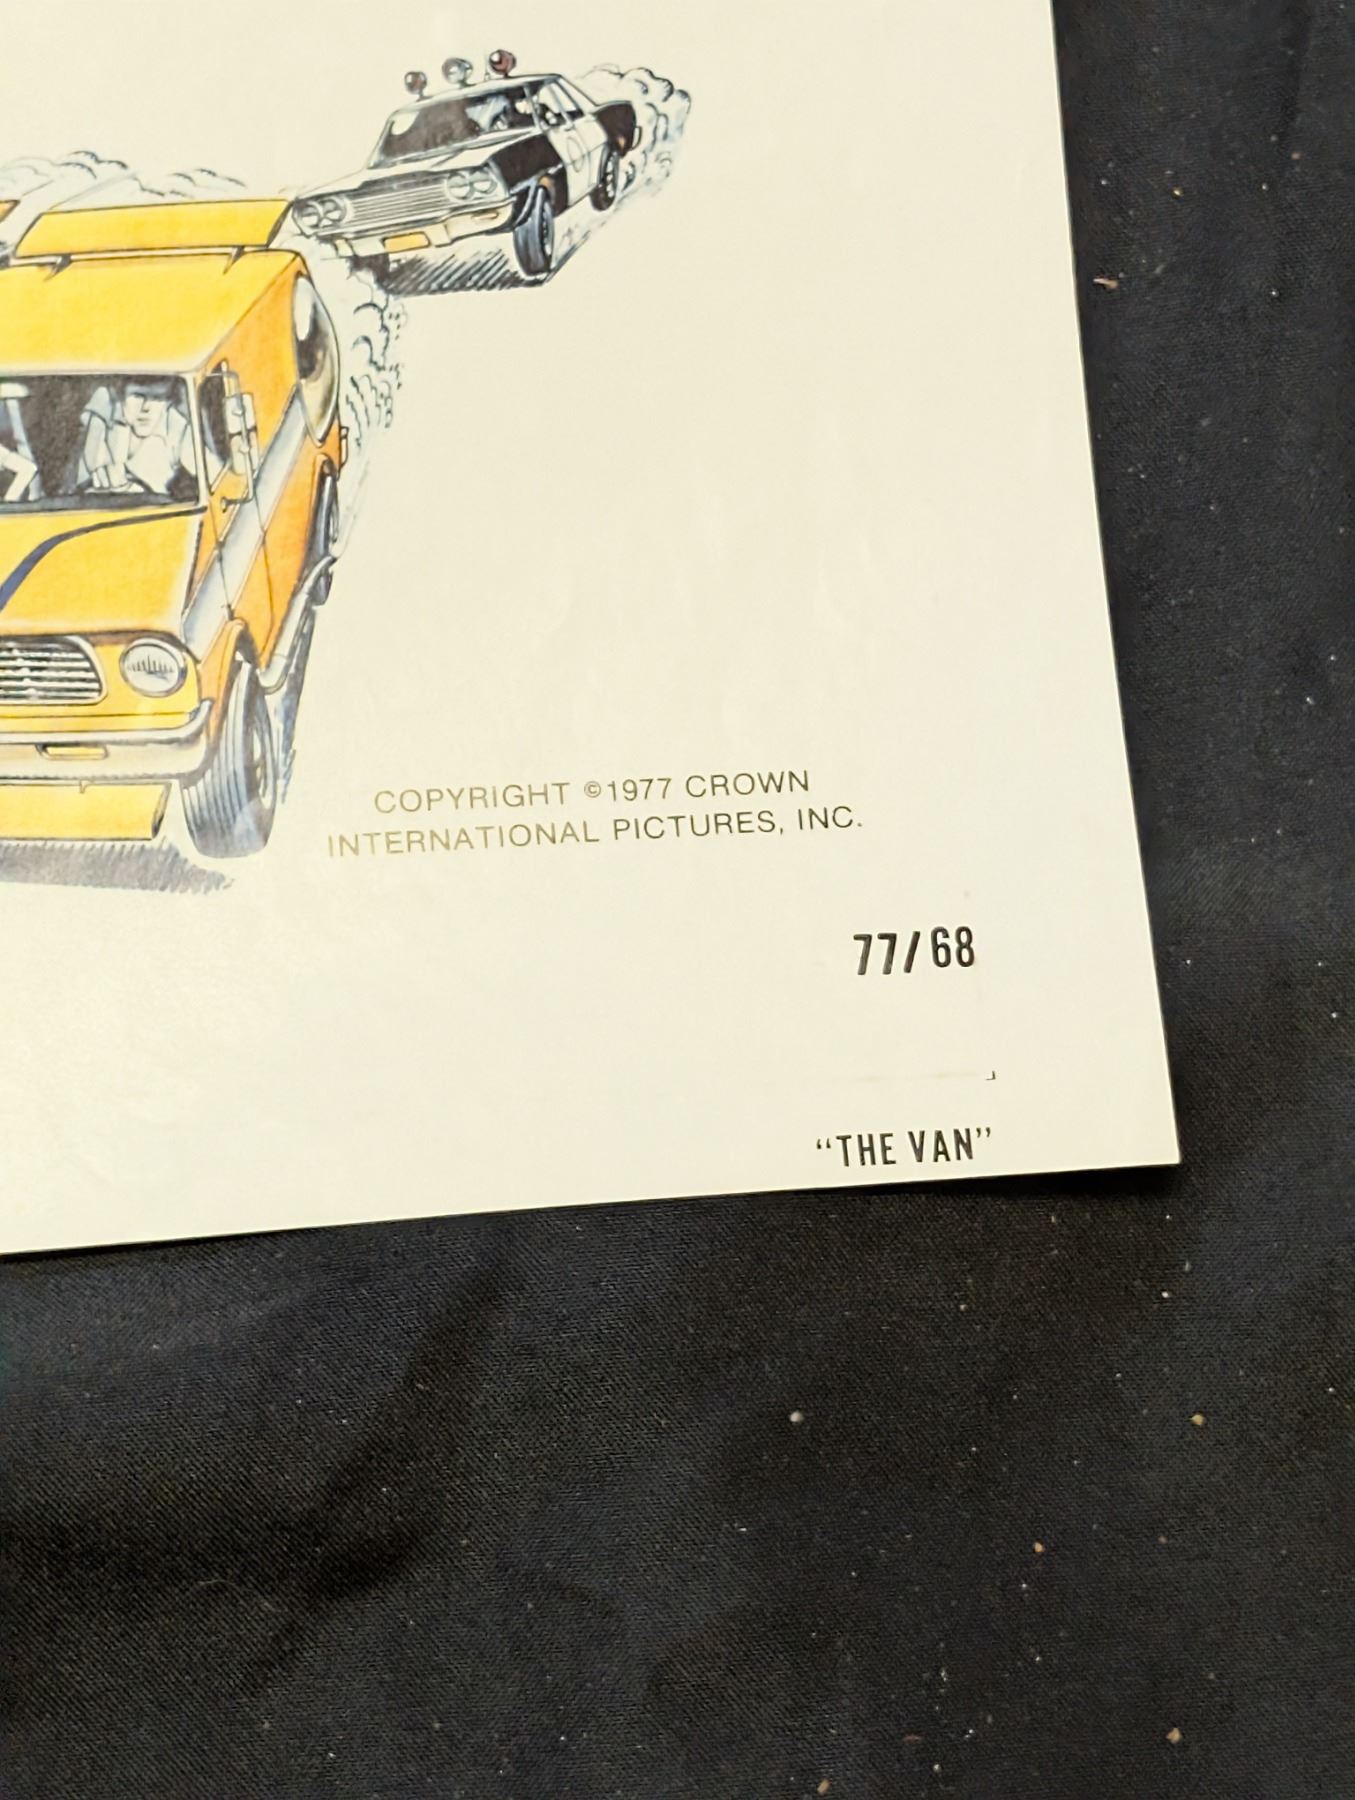 COPYRIGHT ©1977 CROWN
INTERNATIONAL PICTURES, INC.
77/68
“THE VAN”